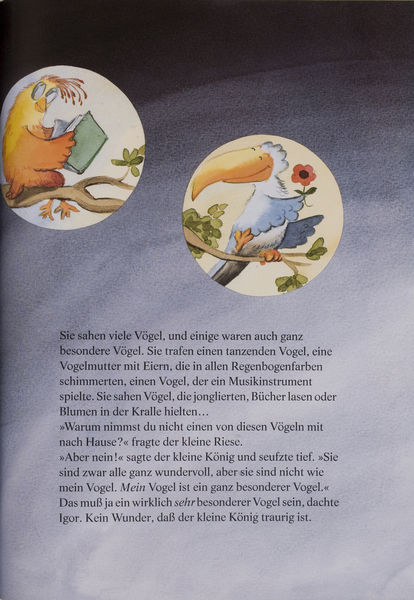 Sie sahen viele Vögel, und einige waren auch ganz
besondere Vögel. Sie trafen einen tanzenden Vogel, eine
Vogelmutter mit Eiern, die in allen Regenbogenfarben
schimmerten, einen Vogel, der ein Musikinstrument
spielte. Sie sahen Vögel, die jonglierten, Bücher lasen oder
Blumen in der Kralle hielten…
»Warum nimmst du nicht einen von diesen Vögeln mit
nach Hause?« fragte der kleine Riese.
»Aber nein!« sagte der kleine König und seufzte tief. »Sie
sind zwar alle ganz wundervoll, aber sie sind nicht wie
mein Vogel. Mein Vogel ist ein ganz besonderer Vogel.«
Das muß ja ein wirklich sehr besonderer Vogel sein, dachte
Igor. Kein Wunder, daß der kleine König traurig ist.